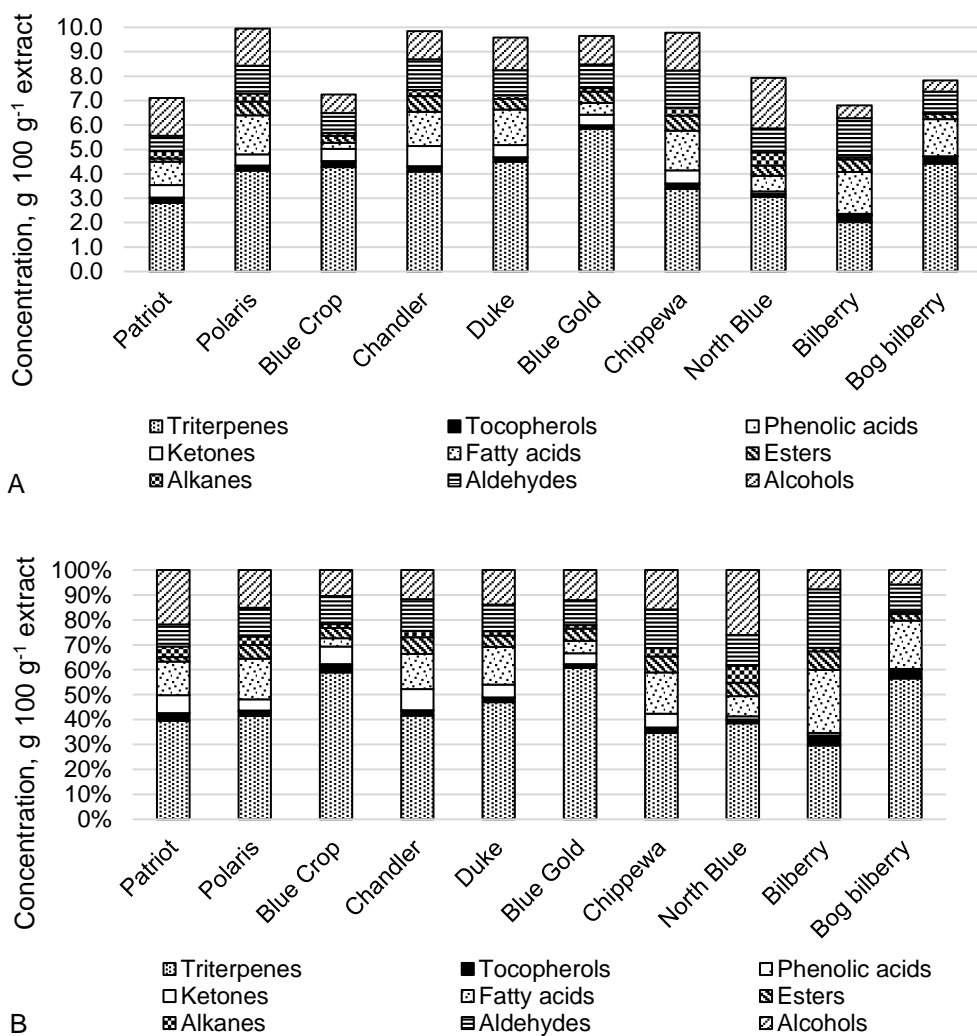 Concentration, g 100 g⁻¹ extract
10.0
9.0
8.0
7.0
6.0
5.0
4.0
3.0
2.0
1.0
0.0
Patriot
Polaris
Blue Crop
Chandler
Duke
Blue Gold
Chippewa
North Blue
Bilberry
Bog bilberry
Triterpenes Tocopherols Phenolic acids
Ketones Fatty acids Esters
Alkanes Aldehydes Alcohols
A
Concentration, g 100 g⁻¹ extract
100%
90%
80%
70%
60%
50%
40%
30%
20%
10%
0%
Patriot
Polaris
Blue Crop
Chandler
Duke
Blue Gold
Chippewa
North Blue
Bilberry
Bog bilberry
Triterpenes Tocopherols Phenolic acids
Ketones Fatty acids Esters
Alkanes Aldehydes Alcohols
B